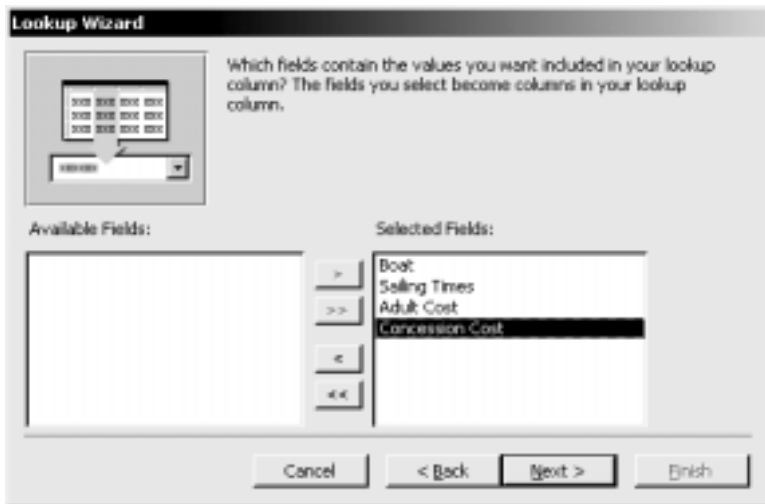 Lookup Wizard
Which fields contain the values you want included in your lookup
column? The fields you select become columns in your lookup
column.
Available Fields:
Selected Fields:
Boat
Sailing Times
Adult Cost
Concession Cost
>
>>
<
<<
Cancel
< Back
Next >
Finish